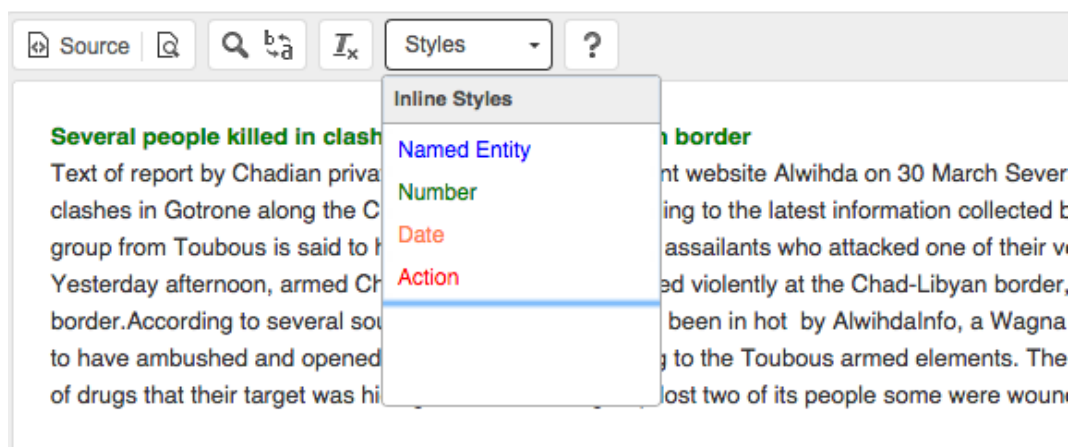 Source Styles ?
Inline Styles
Named Entity
Number
Date
Action
Several people killed in clash border
Text of report by Chadian nt website Alwihda on 30 March
clashes in Gotrone along the C ing to the latest information collected
group from Toubous is said to assailants who attacked one of their
Yesterday afternoon, armed Ch ed violently at the Chad-Libyan border,
border.According to several sou been in hot by AlwihdaInfo, a Wagna
to have ambushed and opened to the Toubous armed elements. The
of drugs that their target was lost two of its people some were